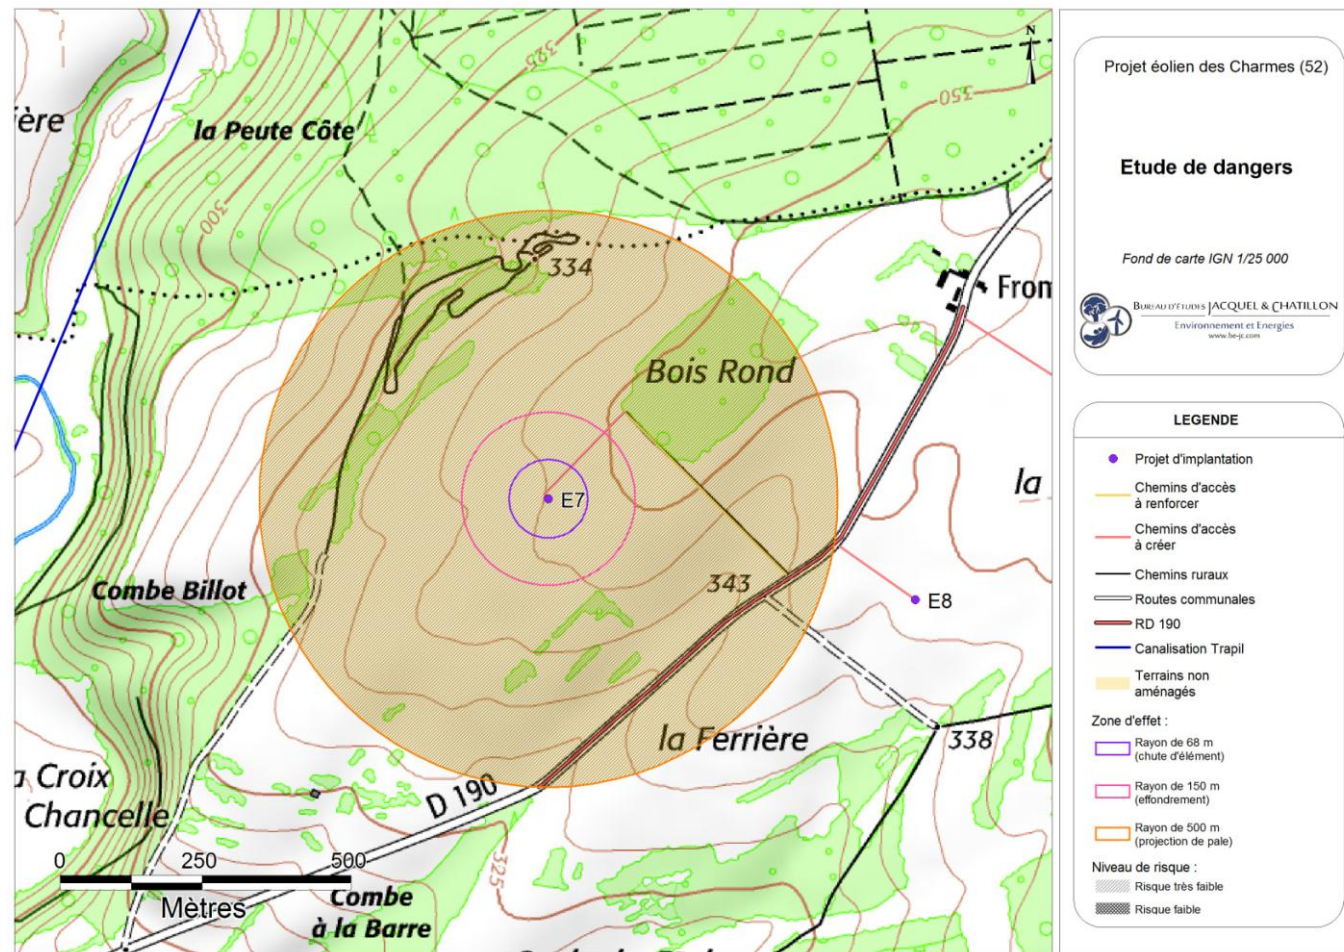 ière
la Peute Côte
325
350
N
300
334
From
Bois Rond
la
E7
343
E8
Combe Billot
la Ferrière
338
a Croix
Chancelle
D 190
325
0 250 500
Mètres
Combe
à la Barre
Projet éolien des Charmes (52)
Etude de dangers
Fond de carte IGN 1/25 000
BUREAU D'ETUDES JACQUEL & CHATILLON
Environnement et Energies
www.be-jc.com
LEGENDE
Projet d'implantation
Chemins d'accès
à renforcer
Chemins d'accès
à créer
Chemins ruraux
Routes communales
RD 190
Canalisation Trapil
Terrains non
aménagés
Zone d'effet :
Rayon de 68 m
(chute d'élément)
Rayon de 150 m
(effondrement)
Rayon de 500 m
(projection de pale)
Niveau de risque :
Risque très faible
Risque faible